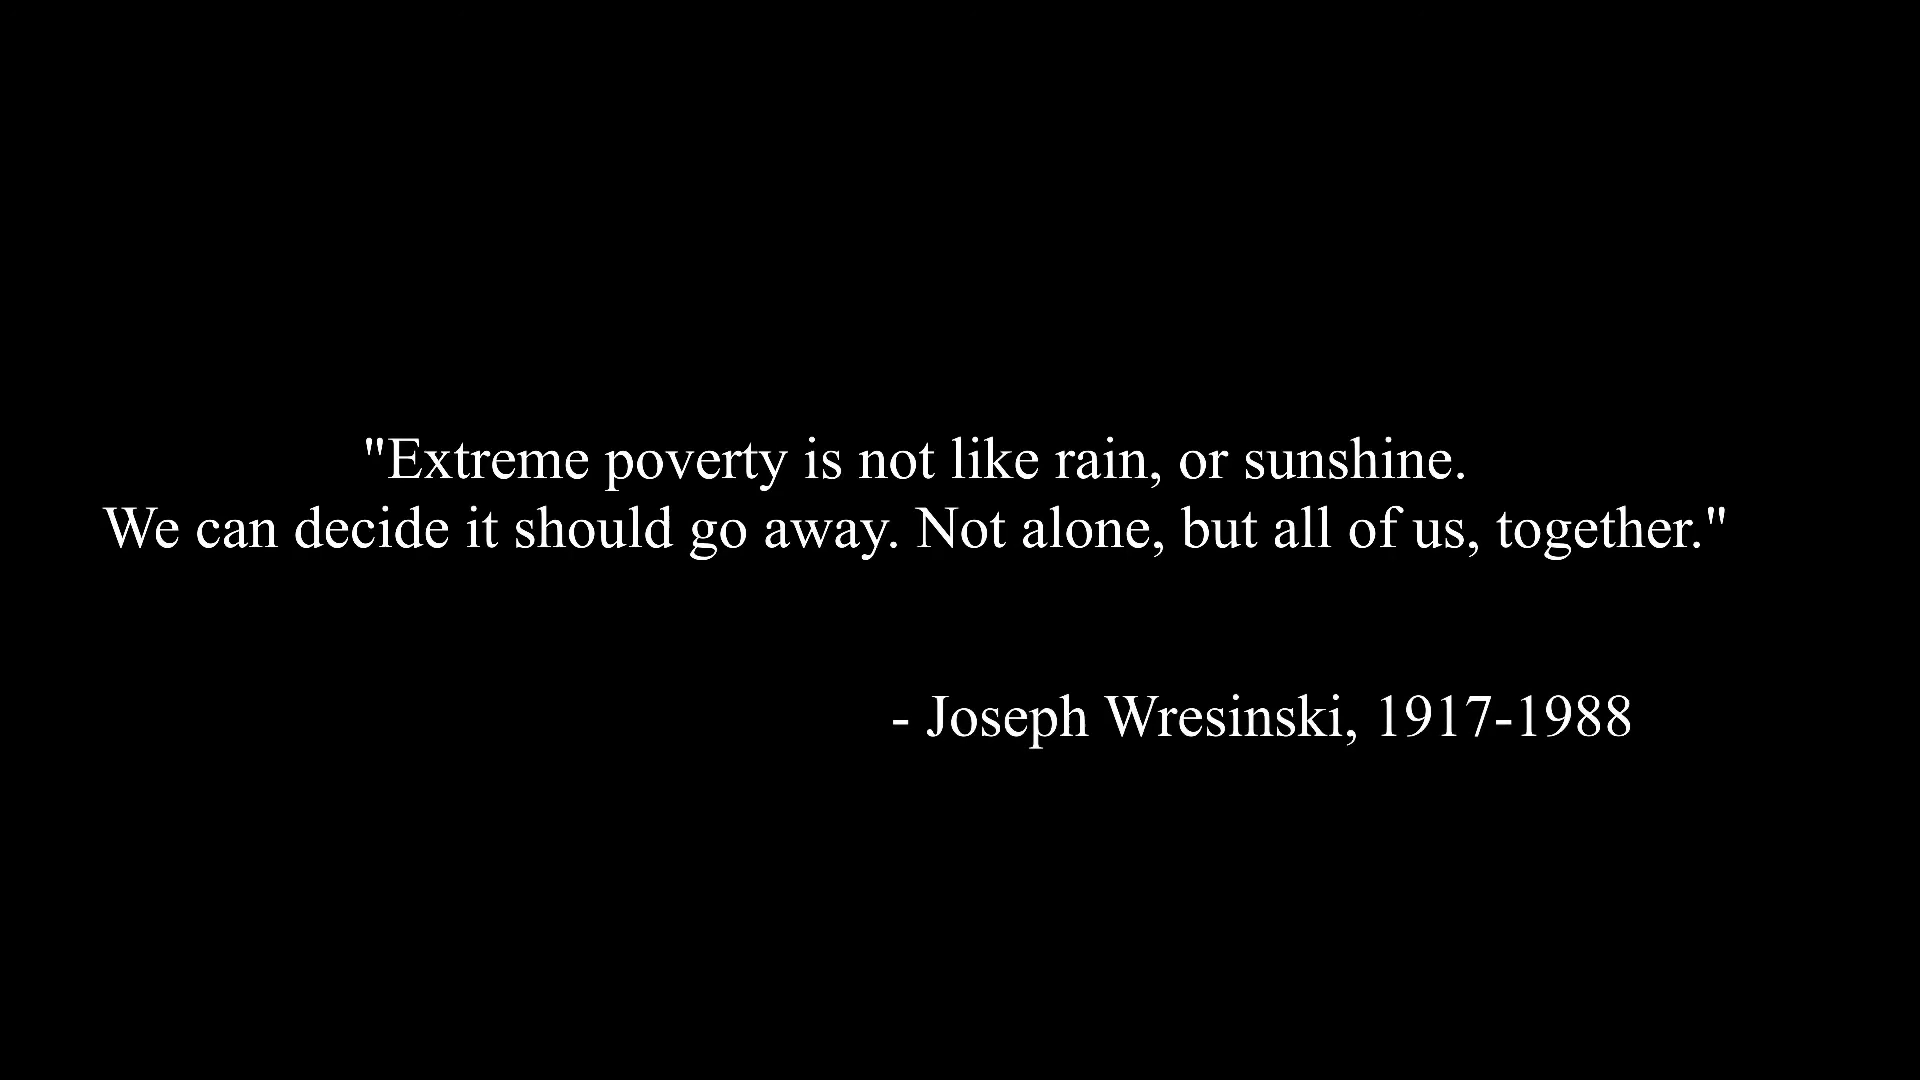 "Extreme poverty is not like rain, or sunshine.
We can decide it should go away. Not alone, but all of us, together."
- Joseph Wresinski, 1917-1988